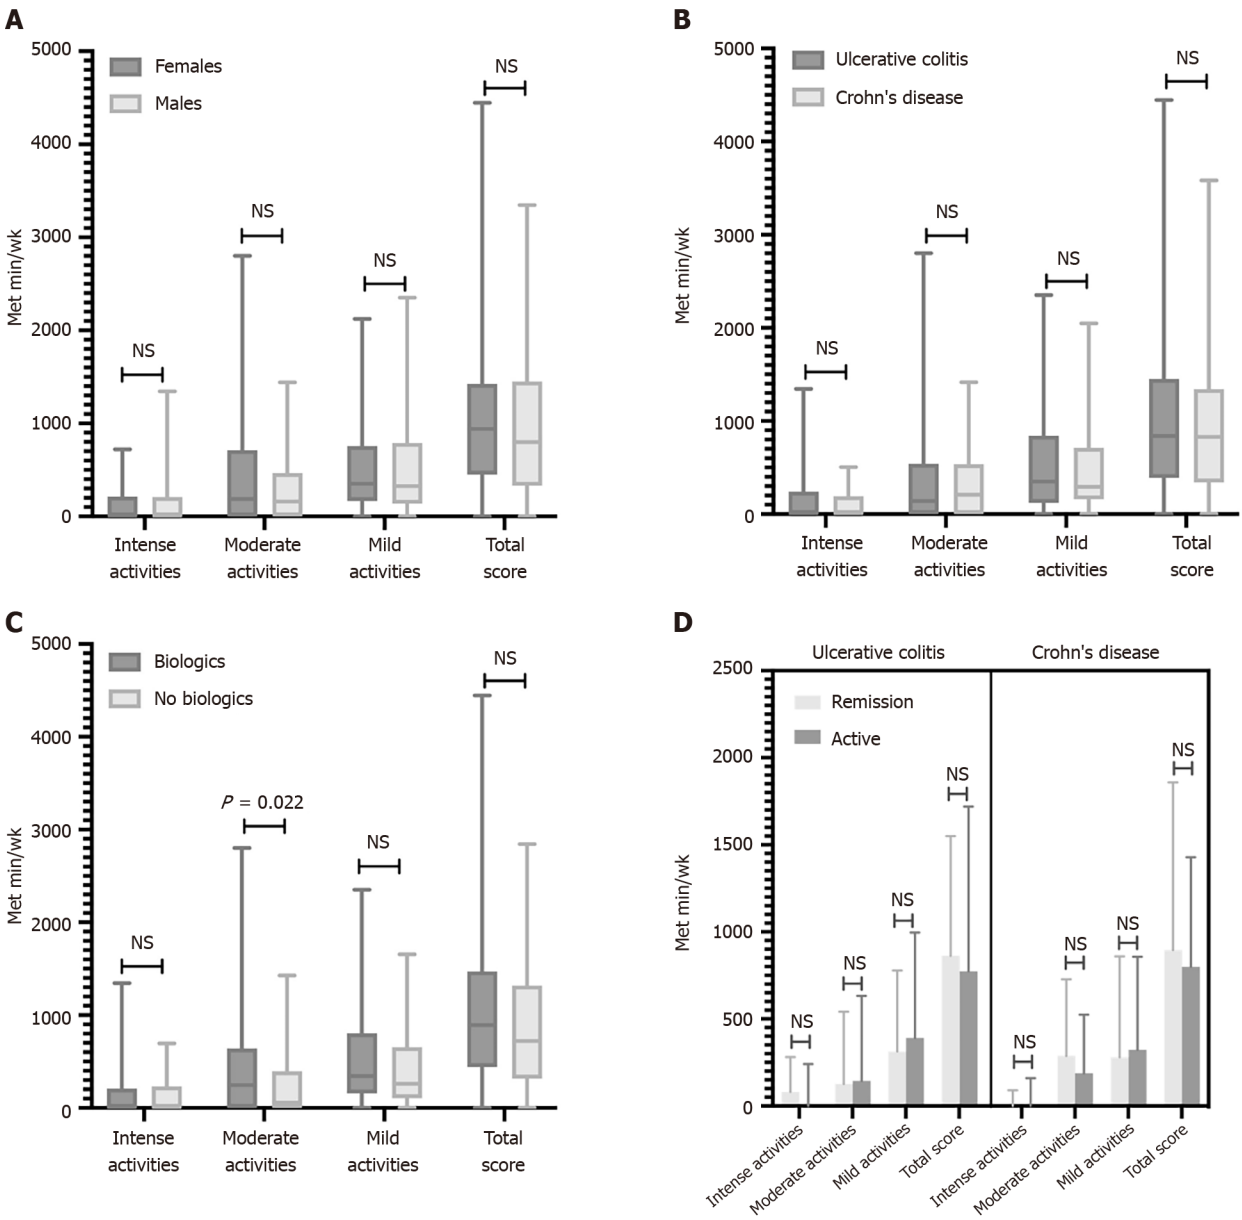 A
5000
4000
3000
2000
1000
0
Met min/wk
Females
Males
NS
NS
NS
NS
Intense
activities
Moderate
activities
Mild
activities
Total
score
B
5000
4000
3000
2000
1000
0
Met min/wk
Ulcerative colitis
Crohn's disease
NS
NS
NS
NS
Intense
activities
Moderate
activities
Mild
activities
Total
score
C
5000
4000
3000
2000
1000
0
Met min/wk
Biologics
No biologics
NS
P = 0.022
NS
NS
Intense
activities
Moderate
activities
Mild
activities
Total
score
D
Ulcerative colitis
Crohn's disease
2500
2000
1500
1000
500
0
Met min/wk
Remission
Active
NS
NS
NS
NS
NS
NS
NS
NS
Intense activities
Moderate activities
Mild activities
Total score
Intense activities
Moderate activities
Mild activities
Total score